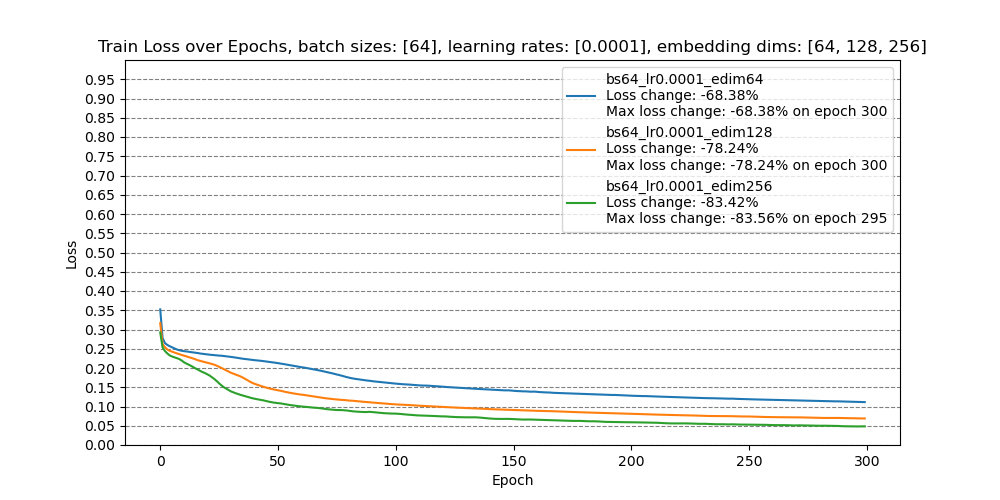 Train Loss over Epochs, batch sizes: [64], learning rates: [0.0001], embedding dims: [64, 128, 256]
bs64_lr0.0001_edim64
Loss change: -68.38%
Max loss change: -68.38% on epoch 300
bs64_lr0.0001_edim128
Loss change: -78.24%
Max loss change: -78.24% on epoch 300
bs64_lr0.0001_edim256
Loss change: -83.42%
Max loss change: -83.56% on epoch 295
Loss
0.95
0.90
0.85
0.80
0.75
0.70
0.65
0.60
0.55
0.50
0.45
0.40
0.35
0.30
0.25
0.20
0.15
0.10
0.05
0.00
0 50 100 150 200 250 300
Epoch